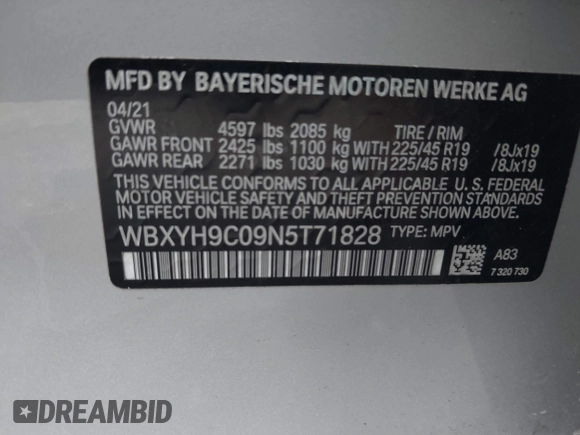 MFD BY BAYERISCHE MOTOREN WERKE AG
04/21
GVWR 4597 lbs 2085 kg TIRE / RIM
GAWR FRONT 2425 lbs 1100 kg WITH 225/45 R19 /8Jx19
GAWR REAR 2271 lbs 1030 kg WITH 225/45 R19 /8Jx19
THIS VEHICLE CONFORMS TO ALL APPLICABLE U. S. FEDERAL
MOTOR VEHICLE SAFETY AND THEFT PREVENTION STANDARDS
IN EFFECT ON THE DATE OF MANUFACTURE SHOWN ABOVE.
WBXYH9C09N5T71828 TYPE: MPV
A83
7 320 730
DREAMBID